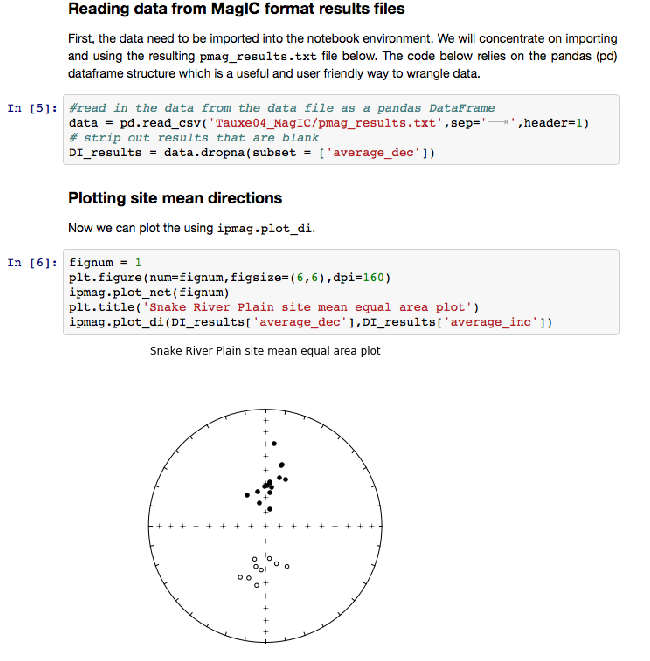 Reading data from MagIC format results files
First, the data need to be imported into the notebook environment. We will concentrate on importing
and using the resulting pmag_results.txt file below. The code below relies on the pandas (pd)
dataframe structure which is a useful and user friendly way to wrangle data.
In [5]: #read in the data from the data file as a pandas DataFrame
data = pd.read_csv('Tauxe04_MagIC/pmag_results.txt',sep='⟶',header=1)
# strip out results that are blank
DI_results = data.dropna(subset = ['average_dec'])
Plotting site mean directions
Now we can plot the using ipmag.plot_di.
In [6]: fignum = 1
plt.figure(num=fignum,figsize=(6,6),dpi=160)
ipmag.plot_net(fignum)
plt.title('Snake River Plain site mean equal area plot')
ipmag.plot_di(DI_results['average_dec'],DI_results['average_inc'])
Snake River Plain site mean equal area plot